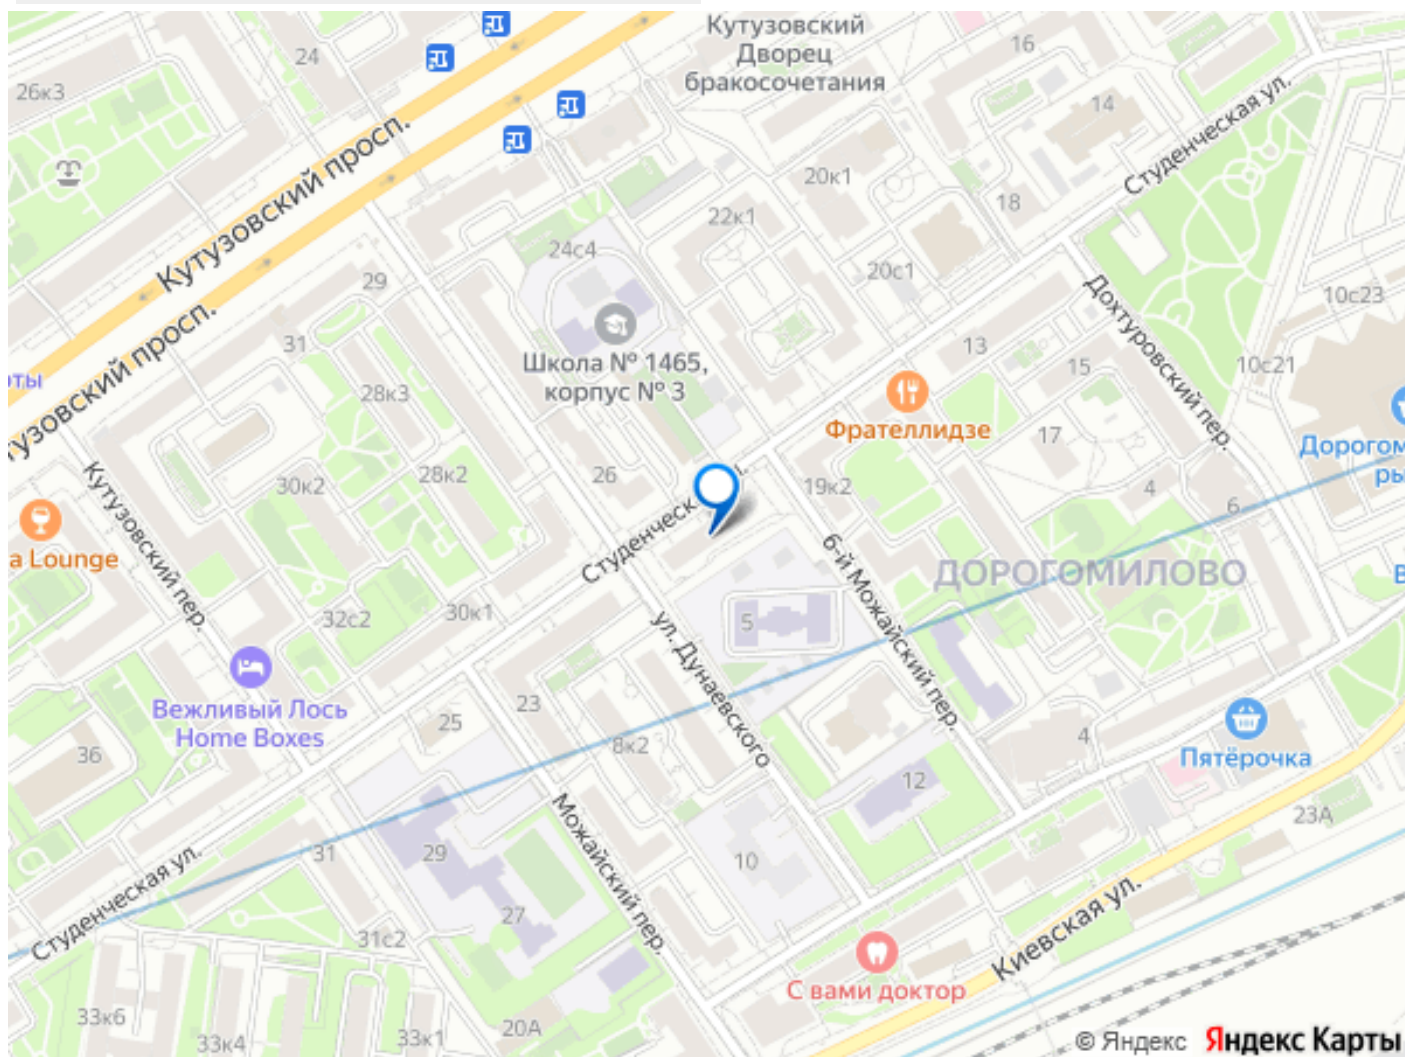 Кутузовский
Дворец
бракосочетания
16
24
26к3
14
Кутузовский просп.
Студенческая ул.
20к1
18
22к1
24с4
20с1
29
10с23
31
Кутузовский просп.
Школа № 1465,
корпус № 3
Дохтуровский пер.
13
15
10с21
28к3
Фрателлидзе
17
28к2
26
30к2
19к2
4
6
Кутузовский пер.
Студенческ
6-й Можайский пер.
ДОРОГОМИЛОВО
a Lounge
32с2
30к1
5
ул. Дунаевского
Вежливый Лось
Home Boxes
23
25
8к2
36
4
Пятёрочка
12
23А
Можайский пер.
31
29
10
Студенческая ул.
27
31с2
Киевская ул.
С вами доктор
33к6
33к4
33к1
20А
© Яндекс Яндекс Карты